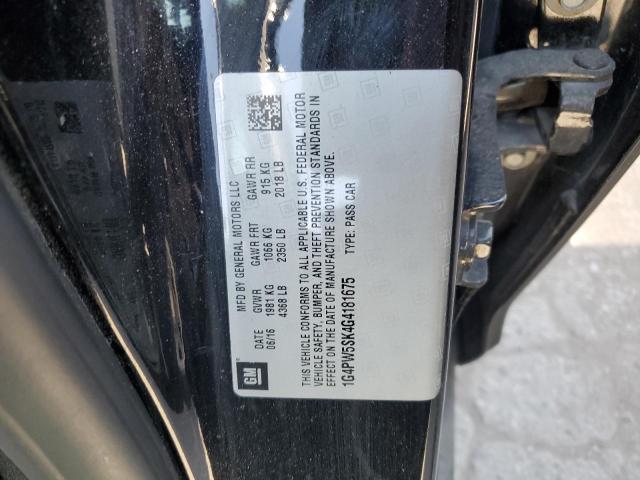 MFD BY GENERAL MOTORS LLC
DATE GVWR GAWR FRT GAWR RR
06/16 1981 KG 1066 KG 915 KG
4368 LB 2350 LB 2018 LB
GM
THIS VEHICLE CONFORMS TO ALL APPLICABLE U.S. FEDERAL MOTOR
VEHICLE SAFETY, BUMPER, AND THEFT PREVENTION STANDARDS IN
EFFECT ON THE DATE OF MANUFACTURE SHOWN ABOVE.
1G4PW5SK4G4181675 TYPE: PASS CAR